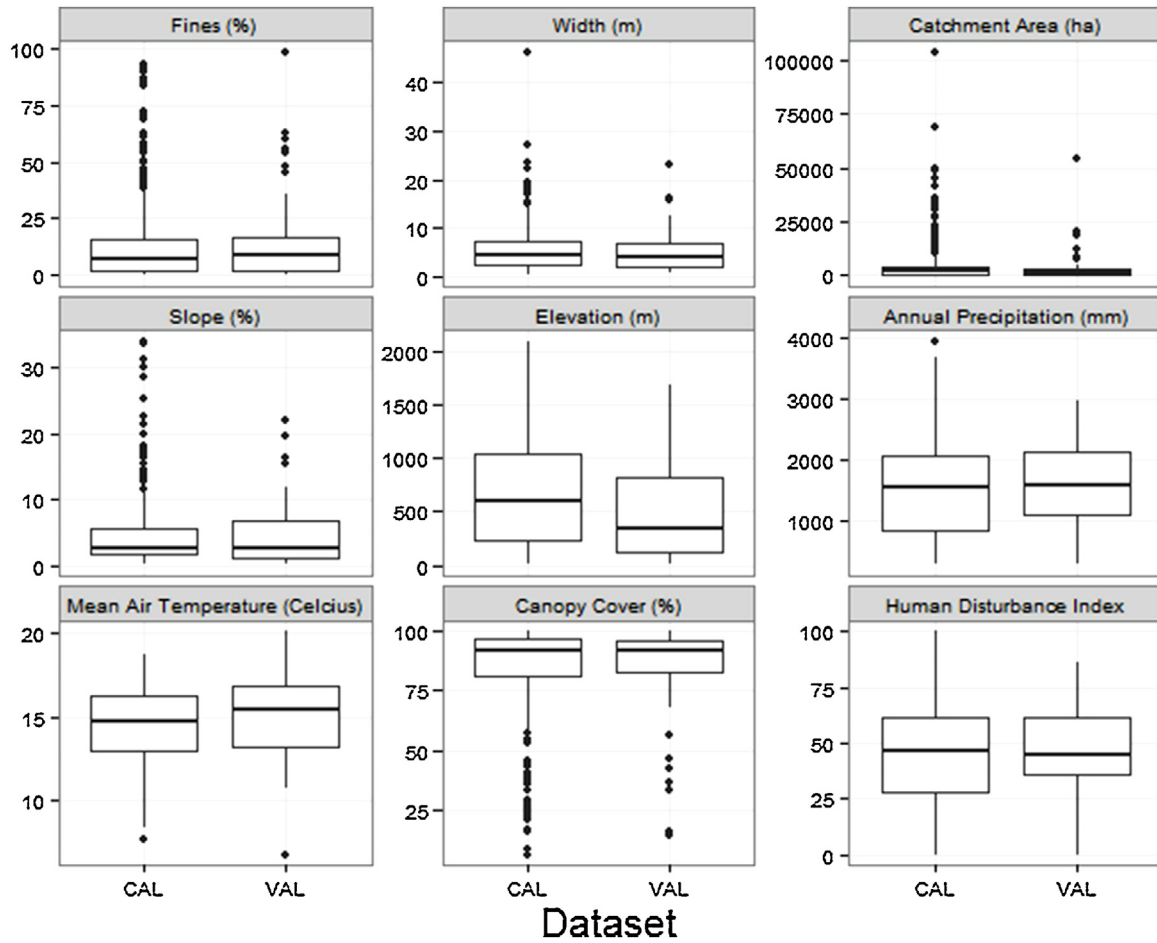 Fines (%)
Width (m)
Catchment Area (ha)
100
75
50
25
0
40
30
20
10
0
100000
75000
50000
25000
0
Slope (%)
Elevation (m)
Annual Precipitation (mm)
30
20
10
0
2000
1500
1000
500
0
4000
3000
2000
1000
Mean Air Temperature (Celcius)
Canopy Cover (%)
Human Disturbance Index
20
15
10
100
75
50
25
100
75
50
25
0
CAL
VAL
CAL
VAL
CAL
VAL
Dataset